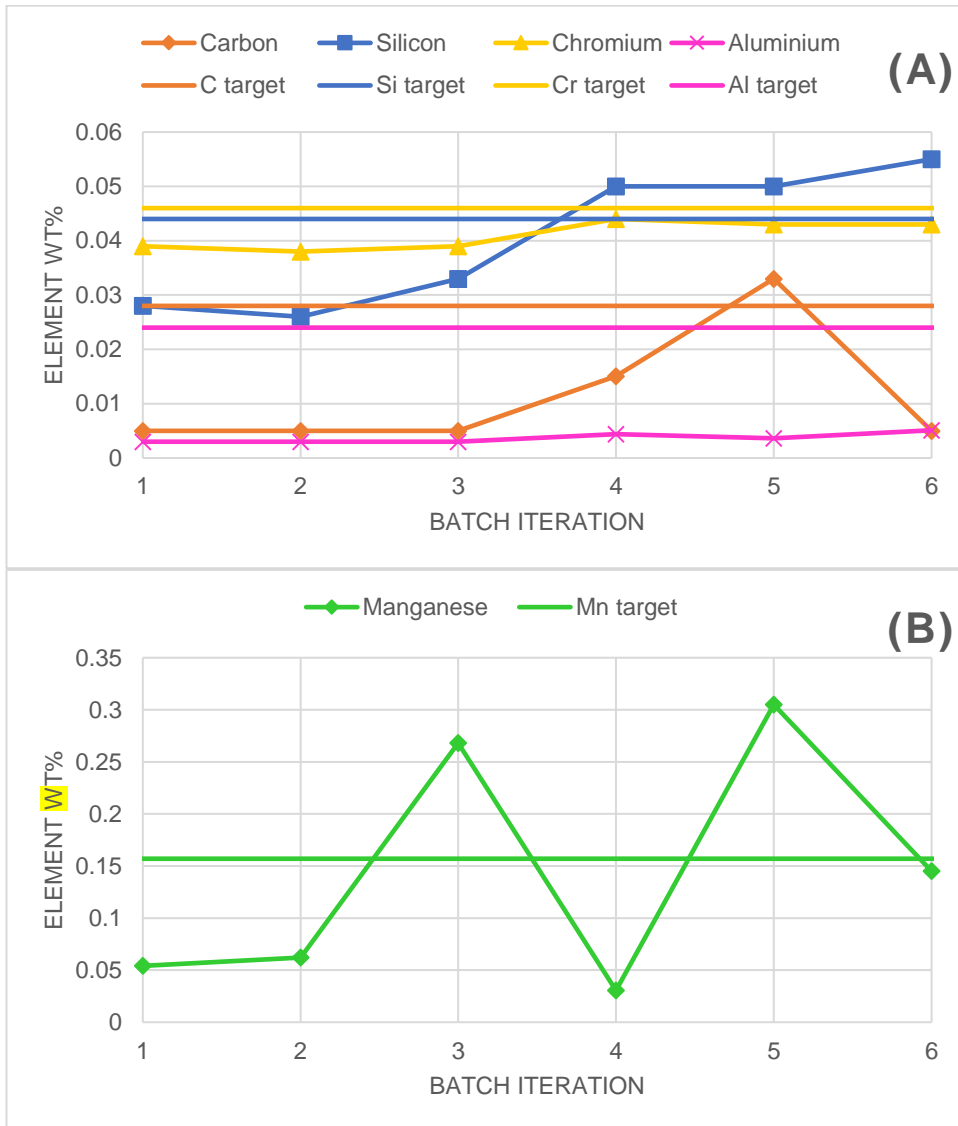 Carbon Silicon Chromium Aluminium
C target Si target Cr target Al target
(A)
ELEMENT WT%
0.06
0.05
0.04
0.03
0.02
0.01
0
1 2 3 4 5 6
BATCH ITERATION
Manganese Mn target
(B)
ELEMENT WT%
0.35
0.3
0.25
0.2
0.15
0.1
0.05
0
1 2 3 4 5 6
BATCH ITERATION